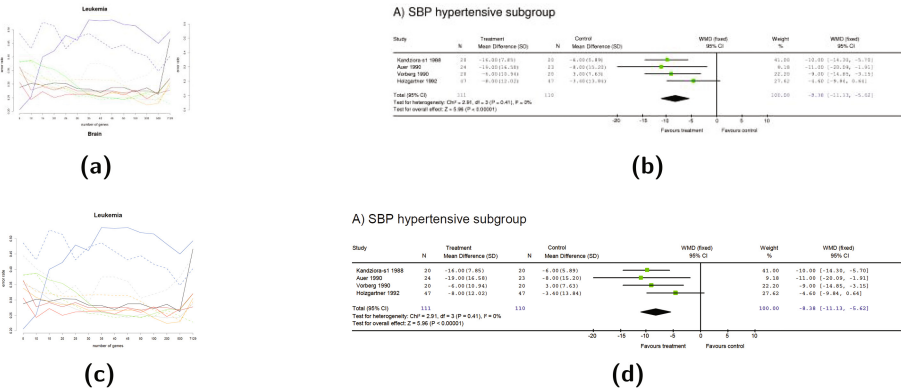 Leukemia
error rate
number of genes
Brain
(a)
A) SBP hypertensive subgroup
Study Treatment Control WMD (fixed) Weight WMD (fixed)
N Mean Difference (SD) N Mean Difference (SD) 95% CI % 95% CI
Kandziora-s1 1988 20 -16.00(7.85) 20 -6.00(5.89) 41.00 -10.00 [-14.30, -5.70]
Auer 1990 24 -19.00(16.58) 23 -8.00(15.20) 9.18 -11.00 [-20.09, -1.91]
Vorberg 1990 20 -6.00(10.94) 20 3.00(7.63) 22.20 -9.00 [-14.85, -3.15]
Holzgartner 1992 47 -8.00(12.02) 47 -3.40(13.84) 27.62 -4.60 [-9.84, 0.64]
Total (95% CI) 111 110 100.00 -8.38 [-11.13, -5.62]
Test for heterogeneity: Chi² = 2.91, df = 3 (P = 0.41), I² = 0%
Test for overall effect: Z = 5.96 (P < 0.00001)
-20 -15 -10 -5 0 5 10
Favours treatment Favours control
(b)
Leukemia
error rate
number of genes
(c)
A) SBP hypertensive subgroup
Study Treatment Control WMD (fixed) Weight WMD (fixed)
N Mean Difference (SD) N Mean Difference (SD) 95% CI % 95% CI
Kandziora-s1 1988 20 -16.00(7.85) 20 -6.00(5.89) 41.00 -10.00 [-14.30, -5.70]
Auer 1990 24 -19.00(16.58) 23 -8.00(15.20) 9.18 -11.00 [-20.09, -1.91]
Vorberg 1990 20 -6.00(10.94) 20 3.00(7.63) 22.20 -9.00 [-14.85, -3.15]
Holzgartner 1992 47 -8.00(12.02) 47 -3.40(13.84) 27.62 -4.60 [-9.84, 0.64]
Total (95% CI) 111 110 100.00 -8.38 [-11.13, -5.62]
Test for heterogeneity: Chi² = 2.91, df = 3 (P = 0.41), I² = 0%
Test for overall effect: Z = 5.96 (P < 0.00001)
-20 -15 -10 -5 0 5 10
Favours treatment Favours control
(d)